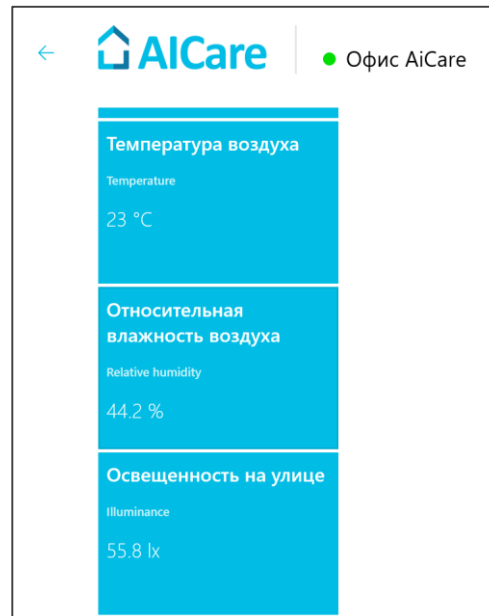 AICare
Офис AiCare
Температура воздуха
Temperature
23 °C
Относительная
влажность воздуха
Relative humidity
44.2 %
Освещенность на улице
Illuminance
55.8 lx